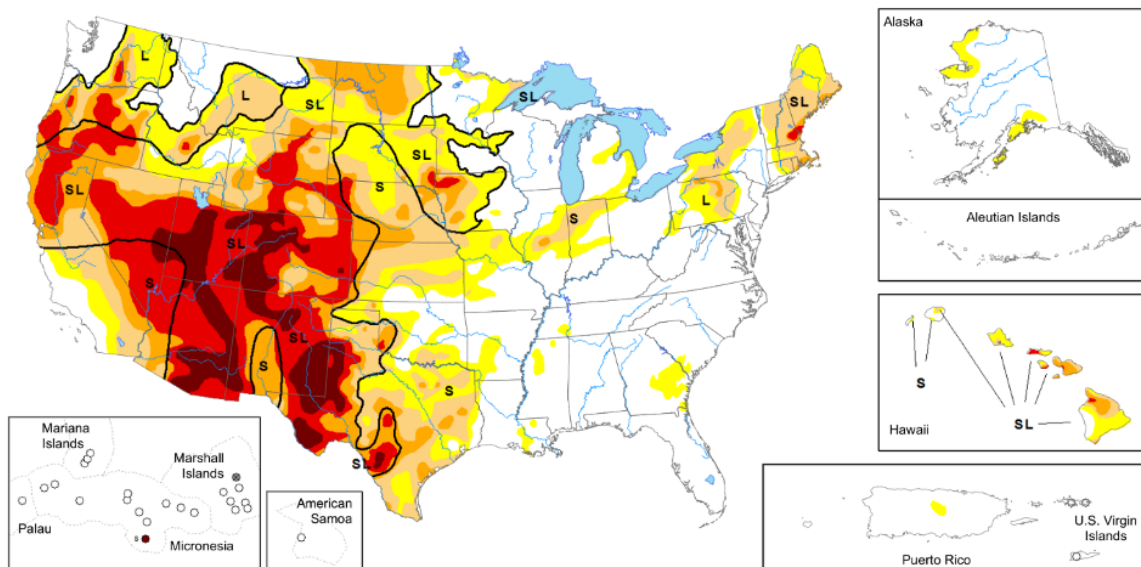 L
L
SL
SL
SL
S
SL
SL
S
L
SL
S
SL
S
S
SL
Alaska
Aleutian Islands
S
SL
Hawaii
Mariana
Islands
Marshall
Islands
Palau
s
Micronesia
American
Samoa
U.S. Virgin
Islands
Puerto Rico